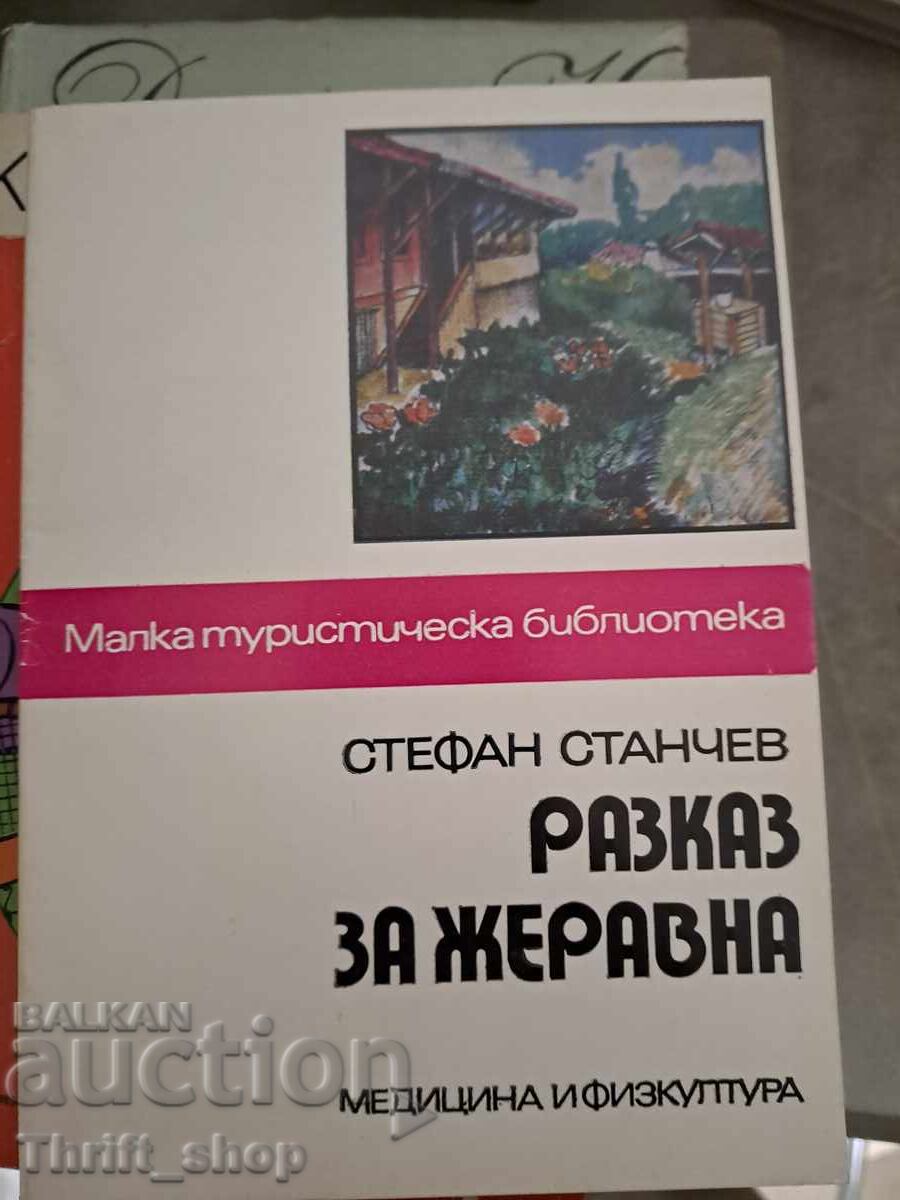 Малка туристическа библиотека
СТЕФАН СТАНЧЕВ
РАЗКАЗ
ЗА ЖЕРАВНА
МЕДИЦИНА И ФИЗКУЛТУРА
BALKAN
auction
Thrift_shop